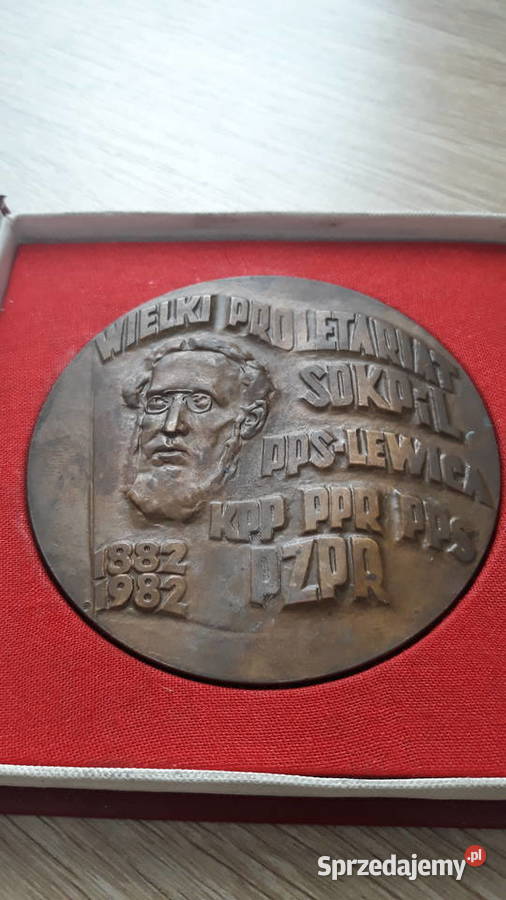 WIELKI PROLETARIAT
SDKPiL
PPS-LEWICA
KPP PPR PPS
1882
1982
PZPR
Sprzedajemy.pl